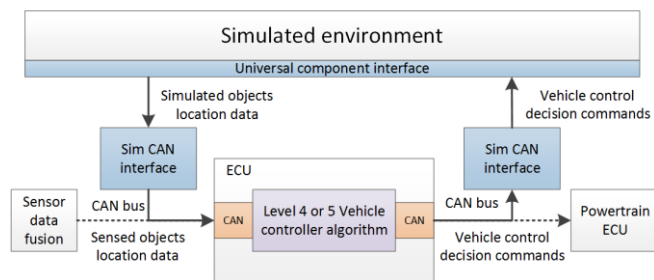 Simulated environment
Universal component interface
Simulated objects
location data
Vehicle control
decision commands
Sim CAN
interface
Sim CAN
interface
ECU
Sensor
data
fusion
CAN bus
Sensed objects
location data
CAN
Level 4 or 5 Vehicle
controller algorithm
CAN
CAN bus
Vehicle control
decision commands
Powertrain
ECU